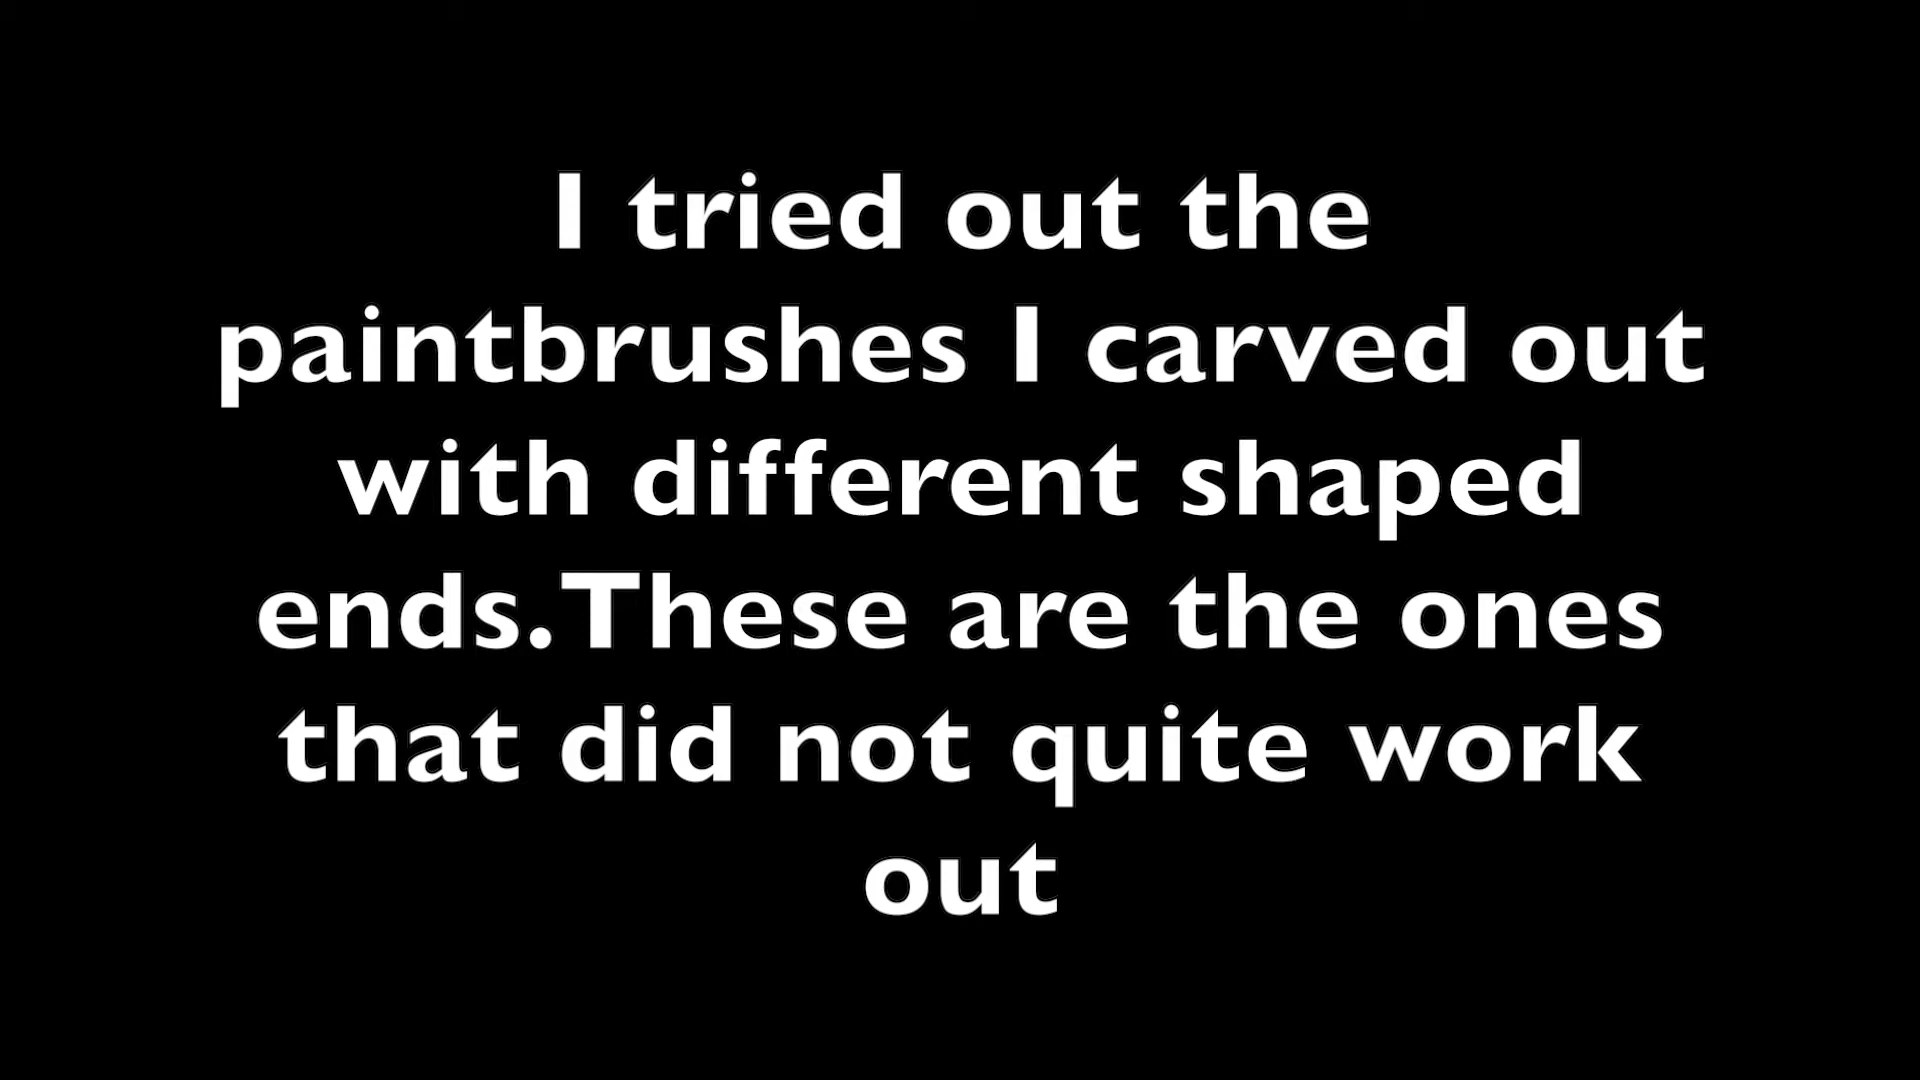 I tried out the
paintbrushes I carved out
with different shaped
ends.These are the ones
that did not quite work
out